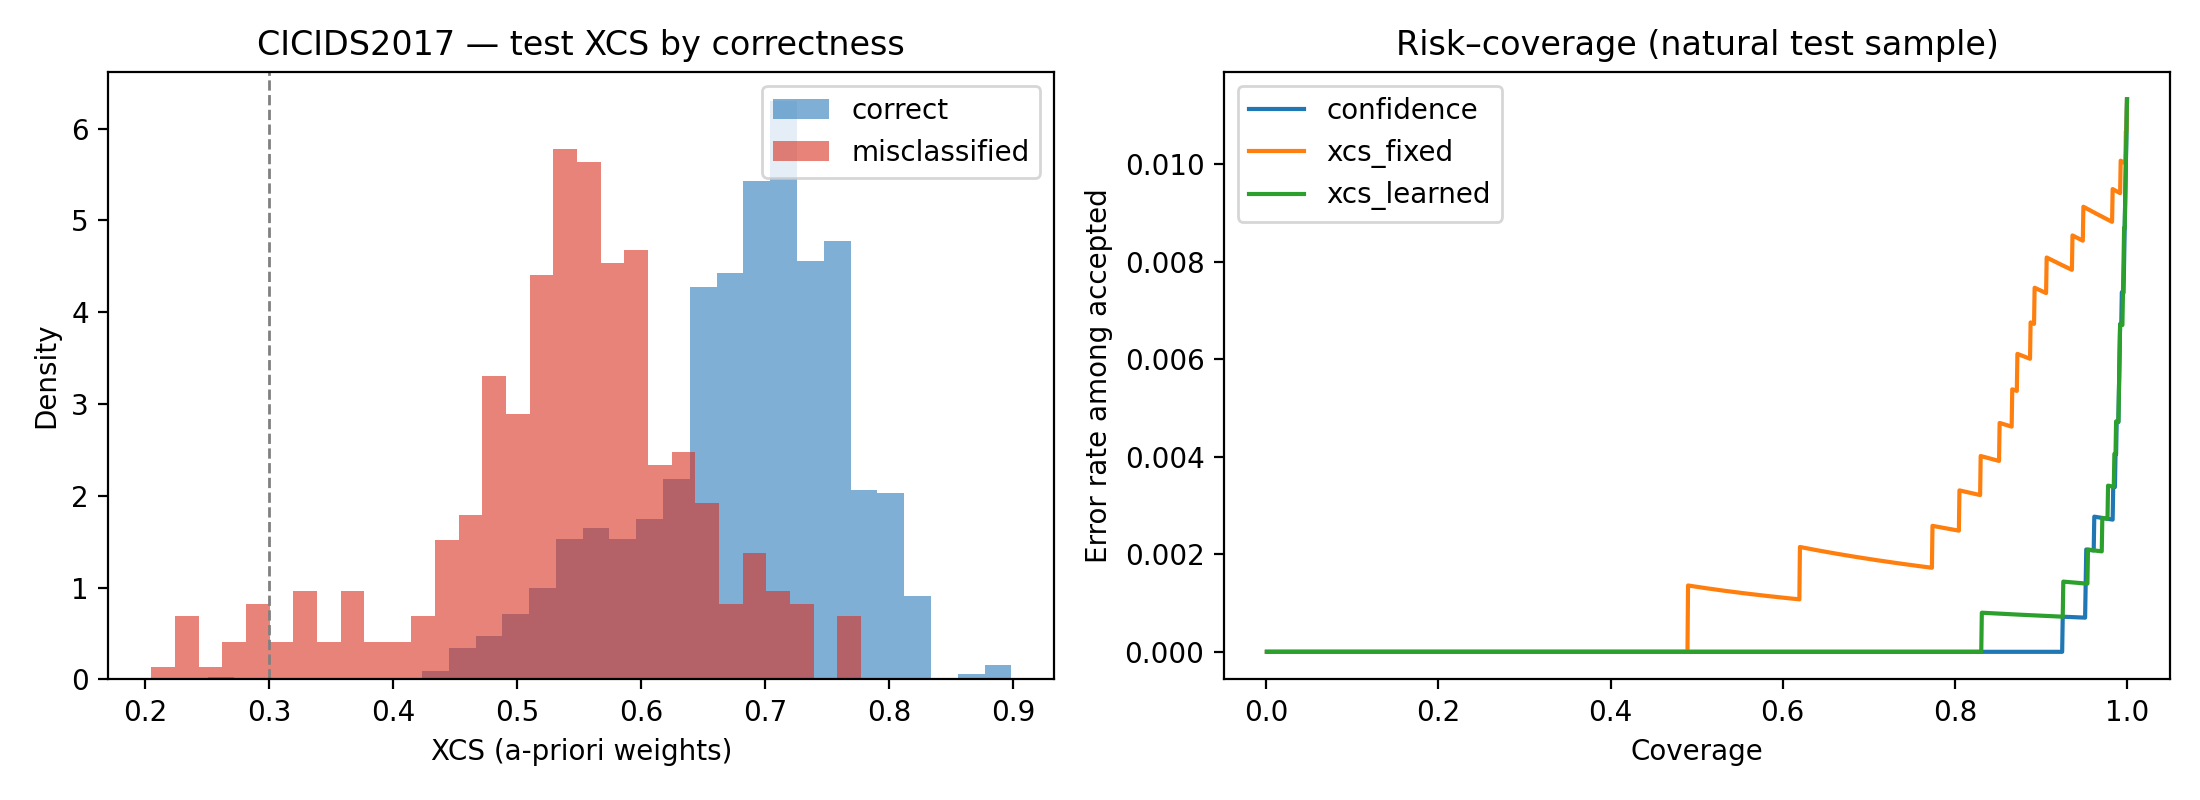 CICIDS2017 — test XCS by correctness
correct
misclassified
Density
6
5
4
3
2
1
0
0.2 0.3 0.4 0.5 0.6 0.7 0.8 0.9
XCS (a-priori weights)
Risk–coverage (natural test sample)
confidence
xcs_fixed
xcs_learned
Error rate among accepted
0.010
0.008
0.006
0.004
0.002
0.000
0.0 0.2 0.4 0.6 0.8 1.0
Coverage